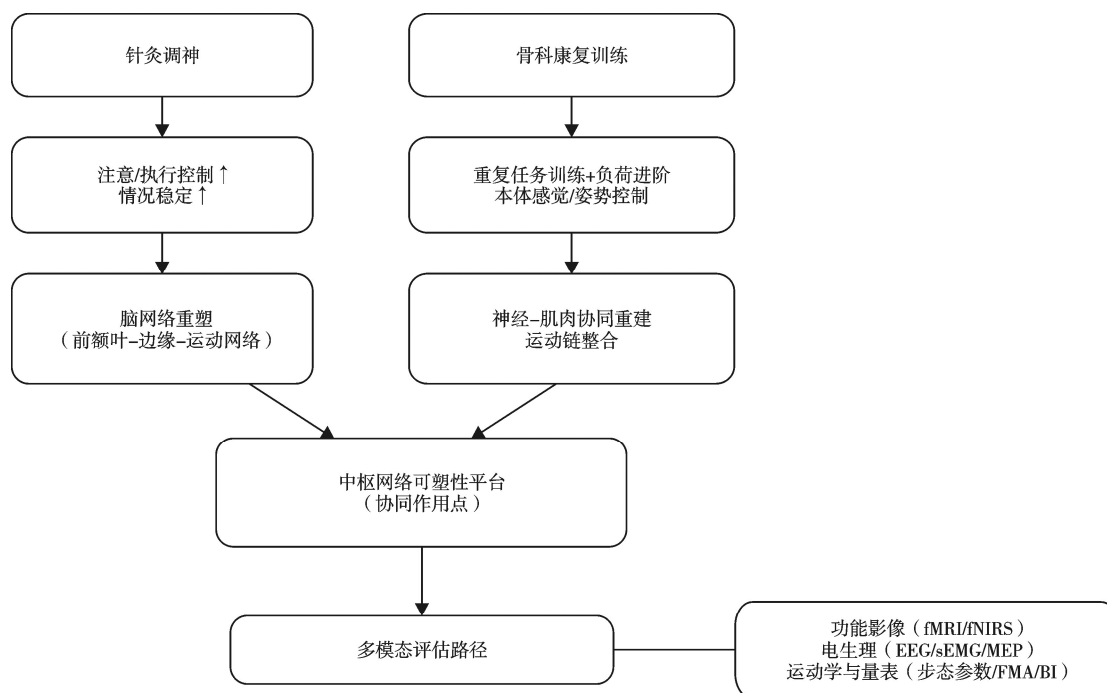 针灸调神
骨科康复训练
注意/执行控制↑
情况稳定↑
重复任务训练+负荷进阶
本体感觉/姿势控制
脑网络重塑
（前额叶-边缘-运动网络）
神经-肌肉协同重建
运动链整合
中枢网络可塑性平台
（协同作用点）
多模态评估路径
功能影像（fMRI/fNIRS）
电生理（EEG/sEMG/MEP）
运动学与量表（步态参数/FMA/BI）